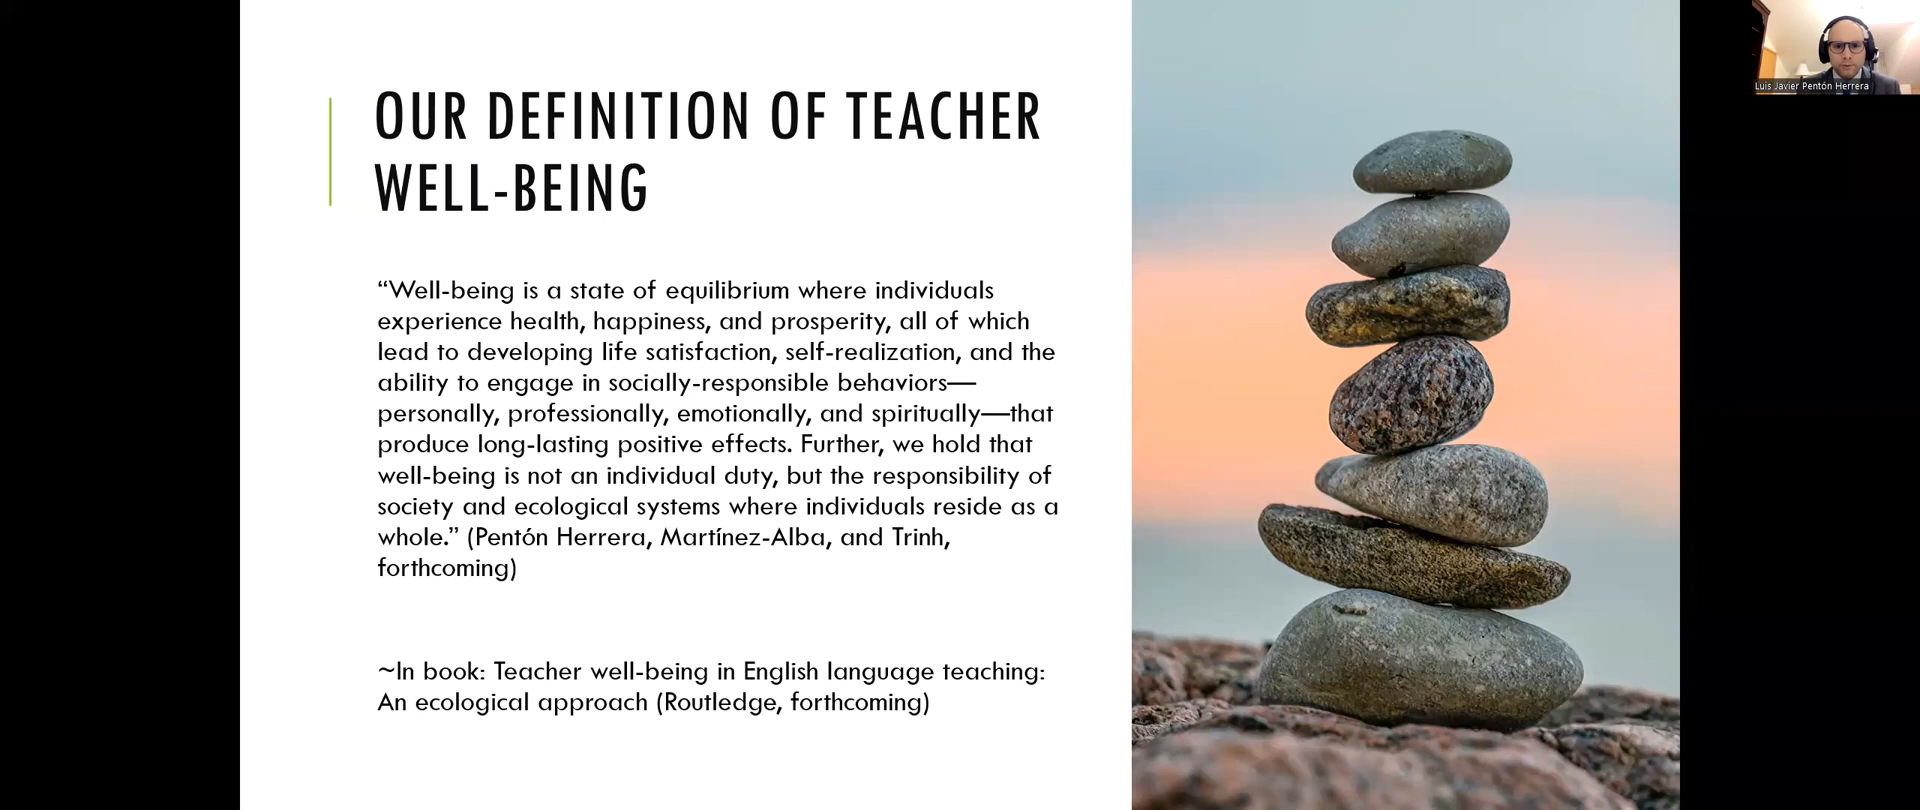 OUR DEFINITION OF TEACHER
WELL-BEING
“Well-being is a state of equilibrium where individuals
experience health, happiness, and prosperity, all of which
lead to developing life satisfaction, self-realization, and the
ability to engage in socially-responsible behaviors—
personally, professionally, emotionally, and spiritually—that
produce long-lasting positive effects. Further, we hold that
well-being is not an individual duty, but the responsibility of
society and ecological systems where individuals reside as a
whole.” (Pentón Herrera, Martínez-Alba, and Trinh,
forthcoming)
~In book: Teacher well-being in English language teaching:
An ecological approach (Routledge, forthcoming)
Luis Javier Pentón Herrera